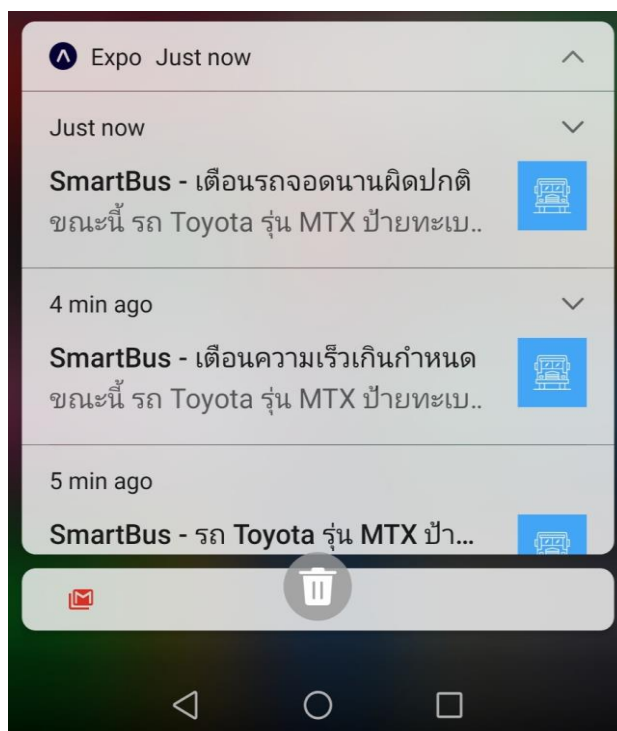 Expo Just now
Just now
SmartBus - เตือนรถจอดนานผิดปกติ
ขณะนี้ รถ Toyota รุ่น MTX ป้ายทะเบ..
4 min ago
SmartBus - เตือนความเร็วเกินกำหนด
ขณะนี้ รถ Toyota รุ่น MTX ป้ายทะเบ..
5 min ago
SmartBus - รถ Toyota รุ่น MTX ป้า...